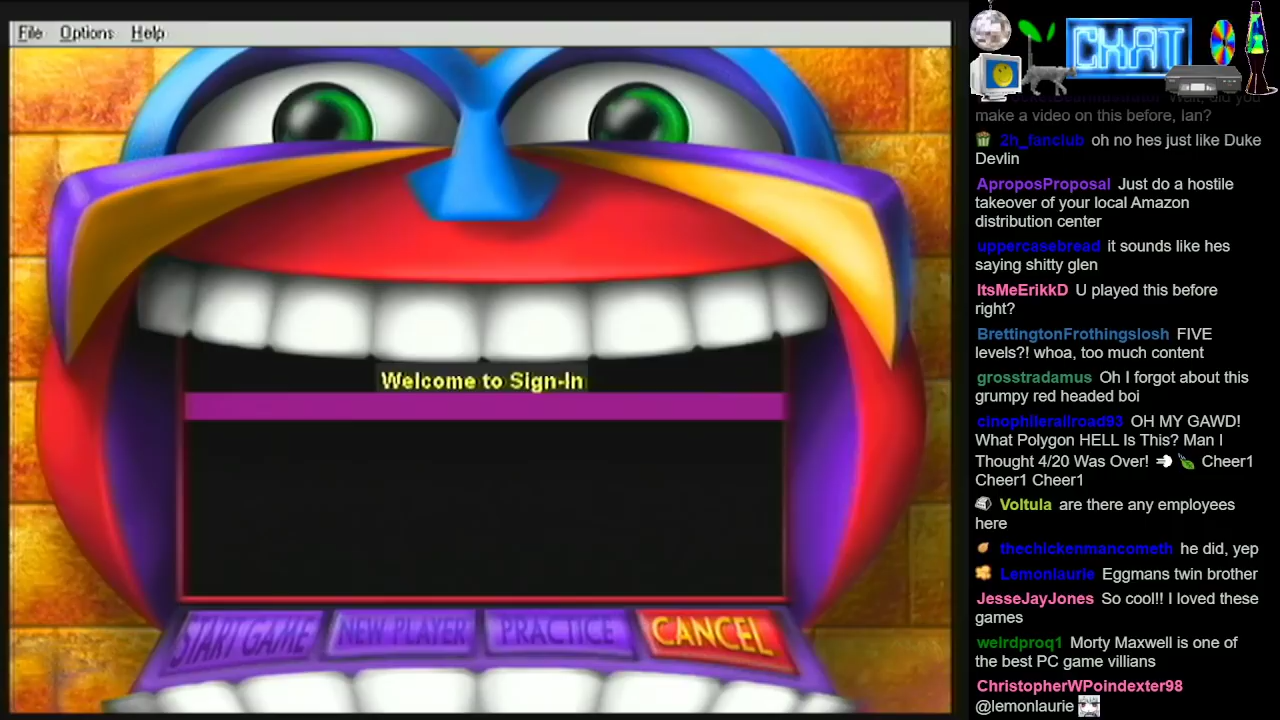 File Options Help
CHAT
make a video on this before, Ian?
2h_fanclub oh no hes just like Duke
Devlin
AproposProposal Just do a hostile
takeover of your local Amazon
distribution center
uppercasebread it sounds like hes
saying shitty glen
ItsMeErikkD U played this before
right?
BrettingtonFrothingslosh FIVE
levels?! whoa, too much content
grosstradamus Oh I forgot about this
grumpy red headed boi
cinophilerailroad93 OH MY GAWD!
What Polygon HELL Is This? Man I
Thought 4/20 Was Over! Cheer1
Cheer1 Cheer1
Voltula are there any employees
here
thechickenmancometh he did, yep
Lemonlaurie Eggmans twin brother
JesseJayJones So cool!! I loved these
games
weirdproq1 Morty Maxwell is one of
the best PC game villians
ChristopherWPoindexter98
@lemonlaurie
Welcome to Sign-In
START GAME NEW PLAYER PRACTICE CANCEL